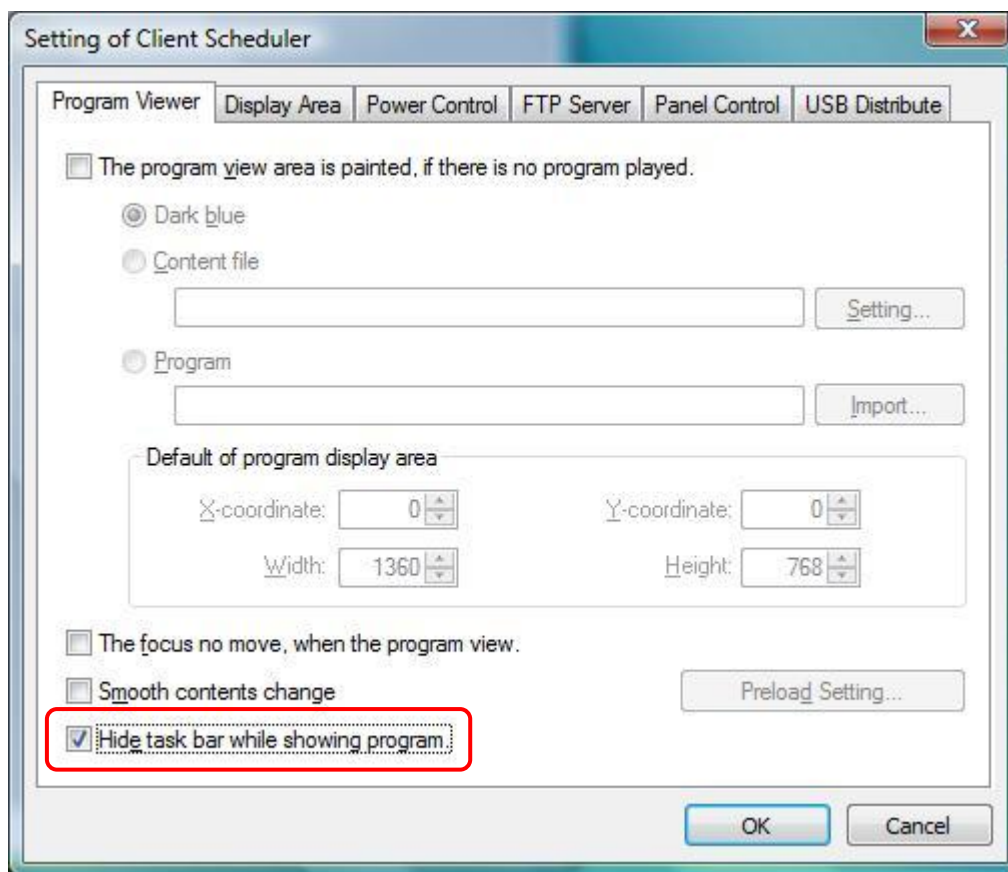 Setting of Client Scheduler
Program Viewer Display Area Power Control FTP Server Panel Control USB Distribute
The program view area is painted, if there is no program played.
Dark blue
Content file
Setting...
Program
Import...
Default of program display area
X-coordinate: 0 Y-coordinate: 0
Width: 1360 Height: 768
The focus no move, when the program view.
Smooth contents change Preload Setting...
Hide task bar while showing program.
OK Cancel